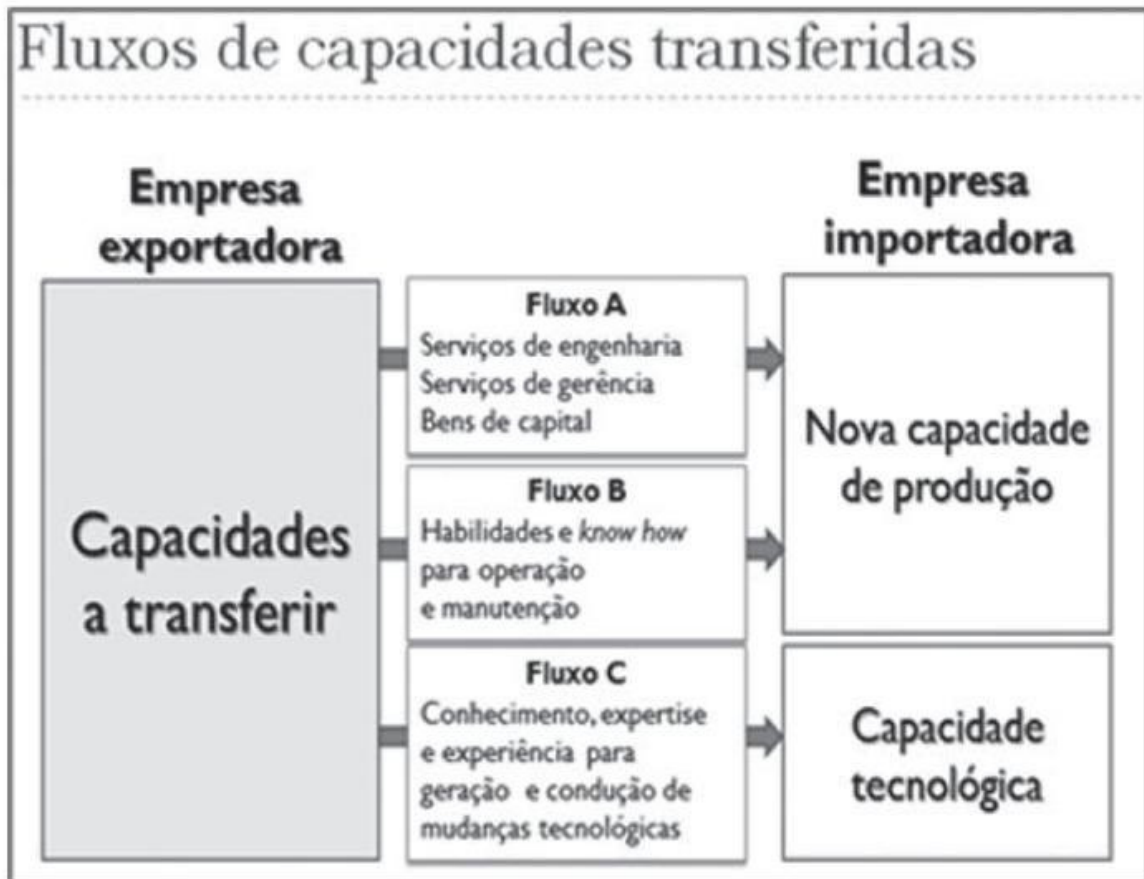 Fluxos de capacidades transferidas
Empresa
exportadora
Capacidades
a transferir
Fluxo A
Serviços de engenharia
Serviços de gerência
Bens de capital
Fluxo B
Habilidades e know how
para operação
e manutenção
Fluxo C
Conhecimento, expertise
e experiência para
geração e condução de
mudanças tecnológicas
Empresa
importadora
Nova capacidade
de produção
Capacidade
tecnológica